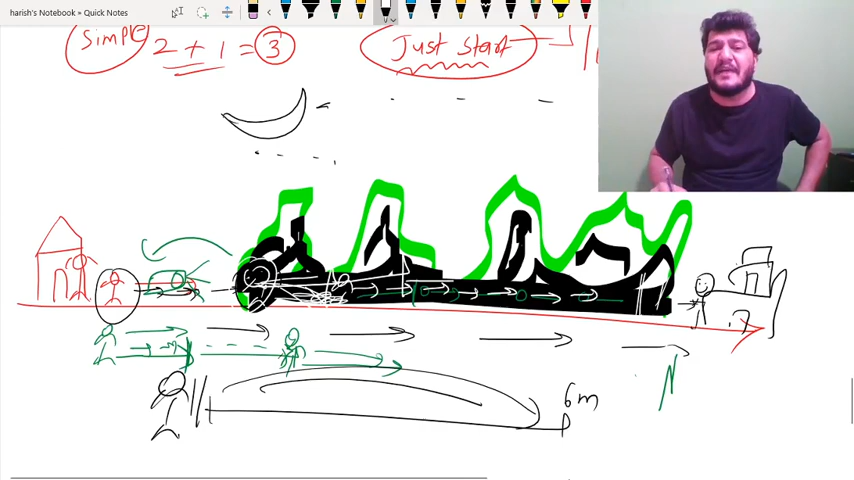 harish's Notebook » Quick Notes
Simple 2 + 1 = 3
Just start
6m